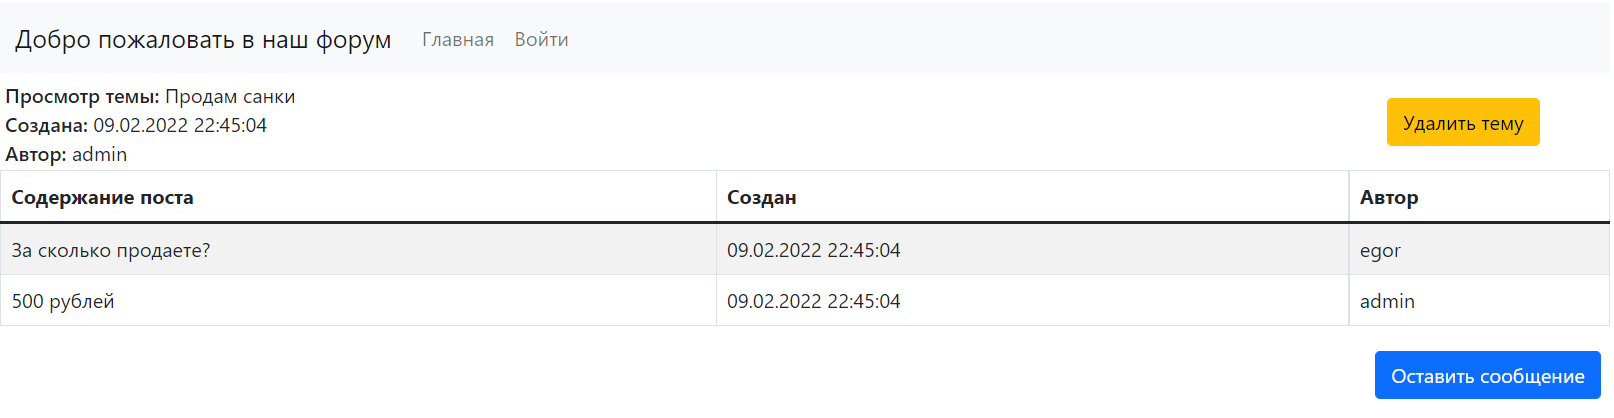 Добро пожаловать в наш форум Главная Войти
Просмотр темы: Продам санки
Создана: 09.02.2022 22:45:04
Автор: admin
Удалить тему
Содержание поста Создан Автор
За сколько продаете? 09.02.2022 22:45:04 egor
500 рублей 09.02.2022 22:45:04 admin
Оставить сообщение